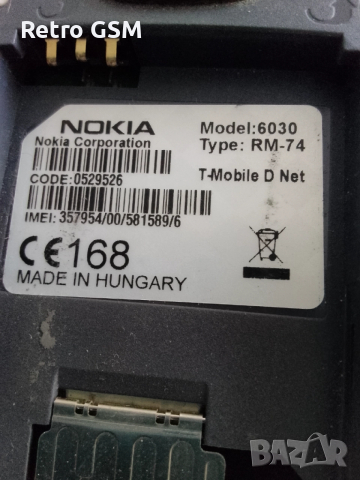 Retro GSM
NOKIA
Nokia Corporation
Model:6030
Type: RM-74
CODE:0529526
T-Mobile D Net
IMEI: 357954/00/581589/6
CE168
MADE IN HUNGARY
BAZAR